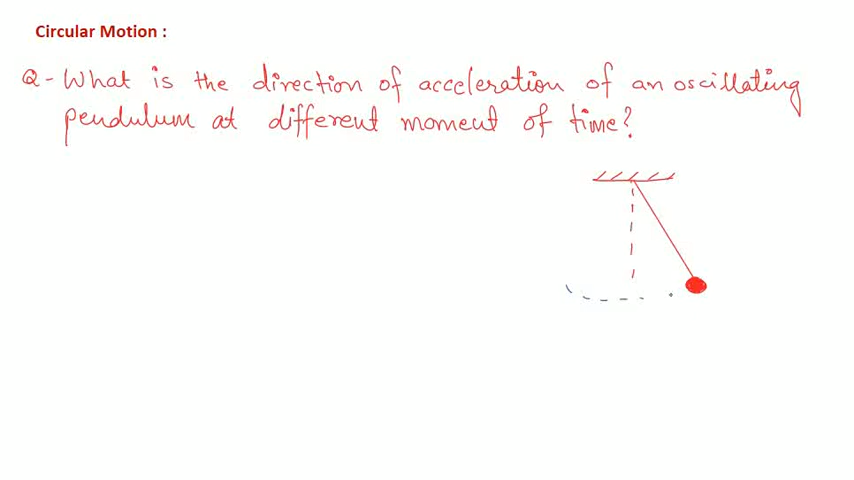 Circular Motion :
Q- What is the direction of acceleration of an oscillating
pendulum at different moment of time?